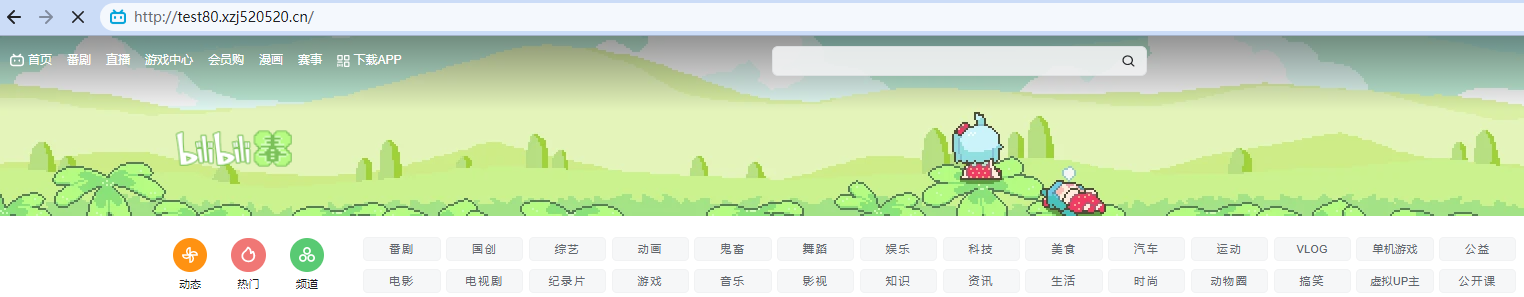 http://test80.xzj520520.cn/
首页 番剧 直播 游戏中心 会员购 漫画 赛事 下载APP
bilibili 春
番剧 国创 综艺 动画 鬼畜 舞蹈 娱乐 科技 美食 汽车 运动 VLOG 单机游戏 公益
动态 热门 频道 电影 电视剧 纪录片 游戏 音乐 影视 知识 资讯 生活 时尚 动物圈 搞笑 虚拟UP主 公开课